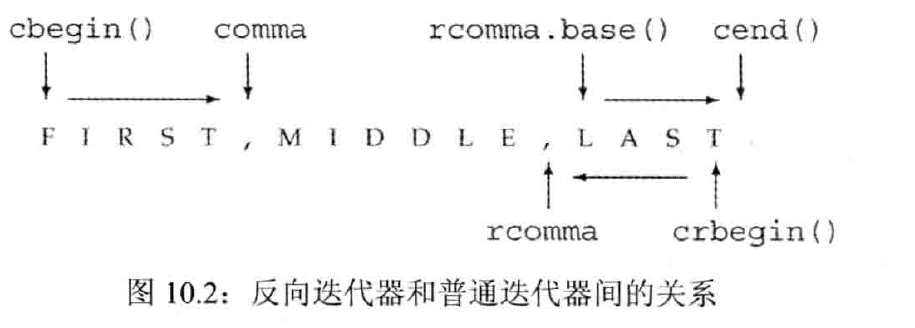 cbegin() comma rcomma.base() cend()
F I R S T , M I D D L E , L A S T
rcomma crbegin()
图 10.2：反向迭代器和普通迭代器间的关系